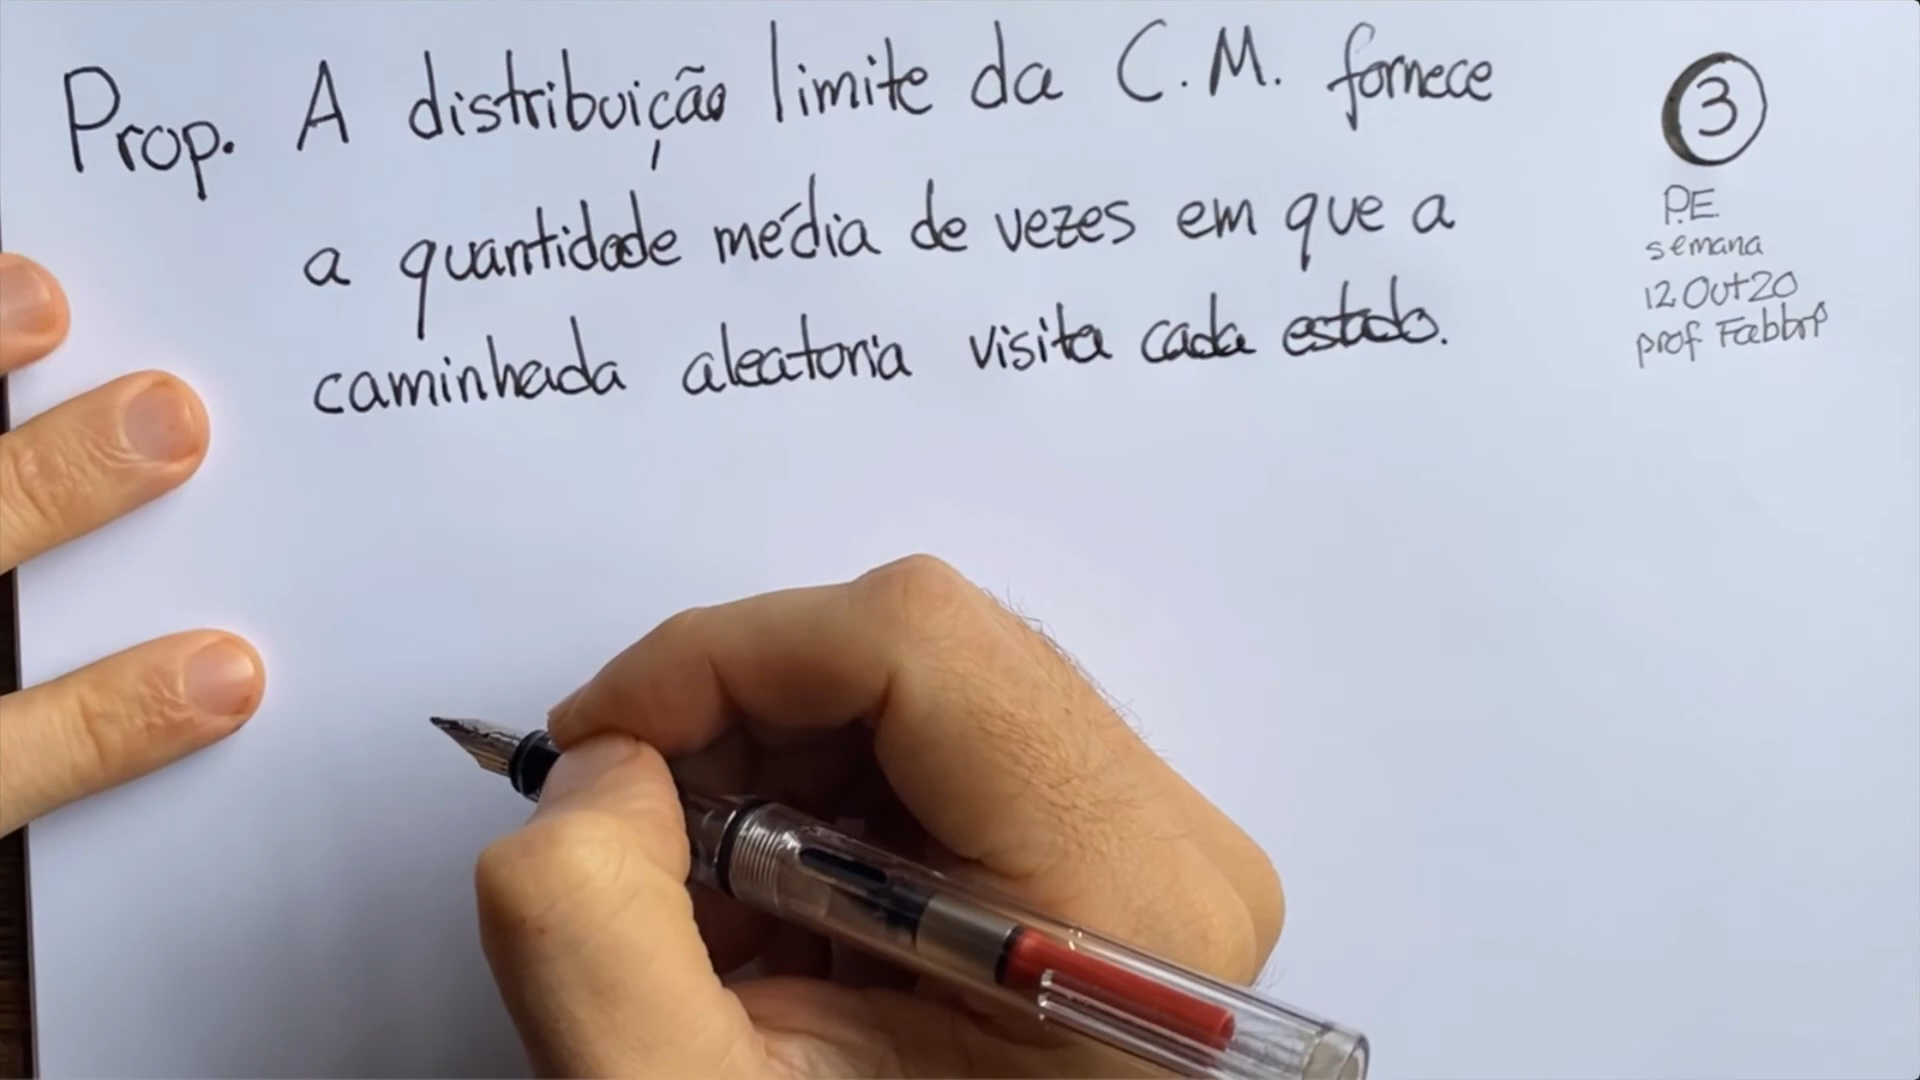 Prop. A distribuição limite da C.M. fornece
a quantidade média de vezes em que a
caminhada aleatoria visita cada estado.
3
P.E.
semana
12 Out 20
prof Fabbri